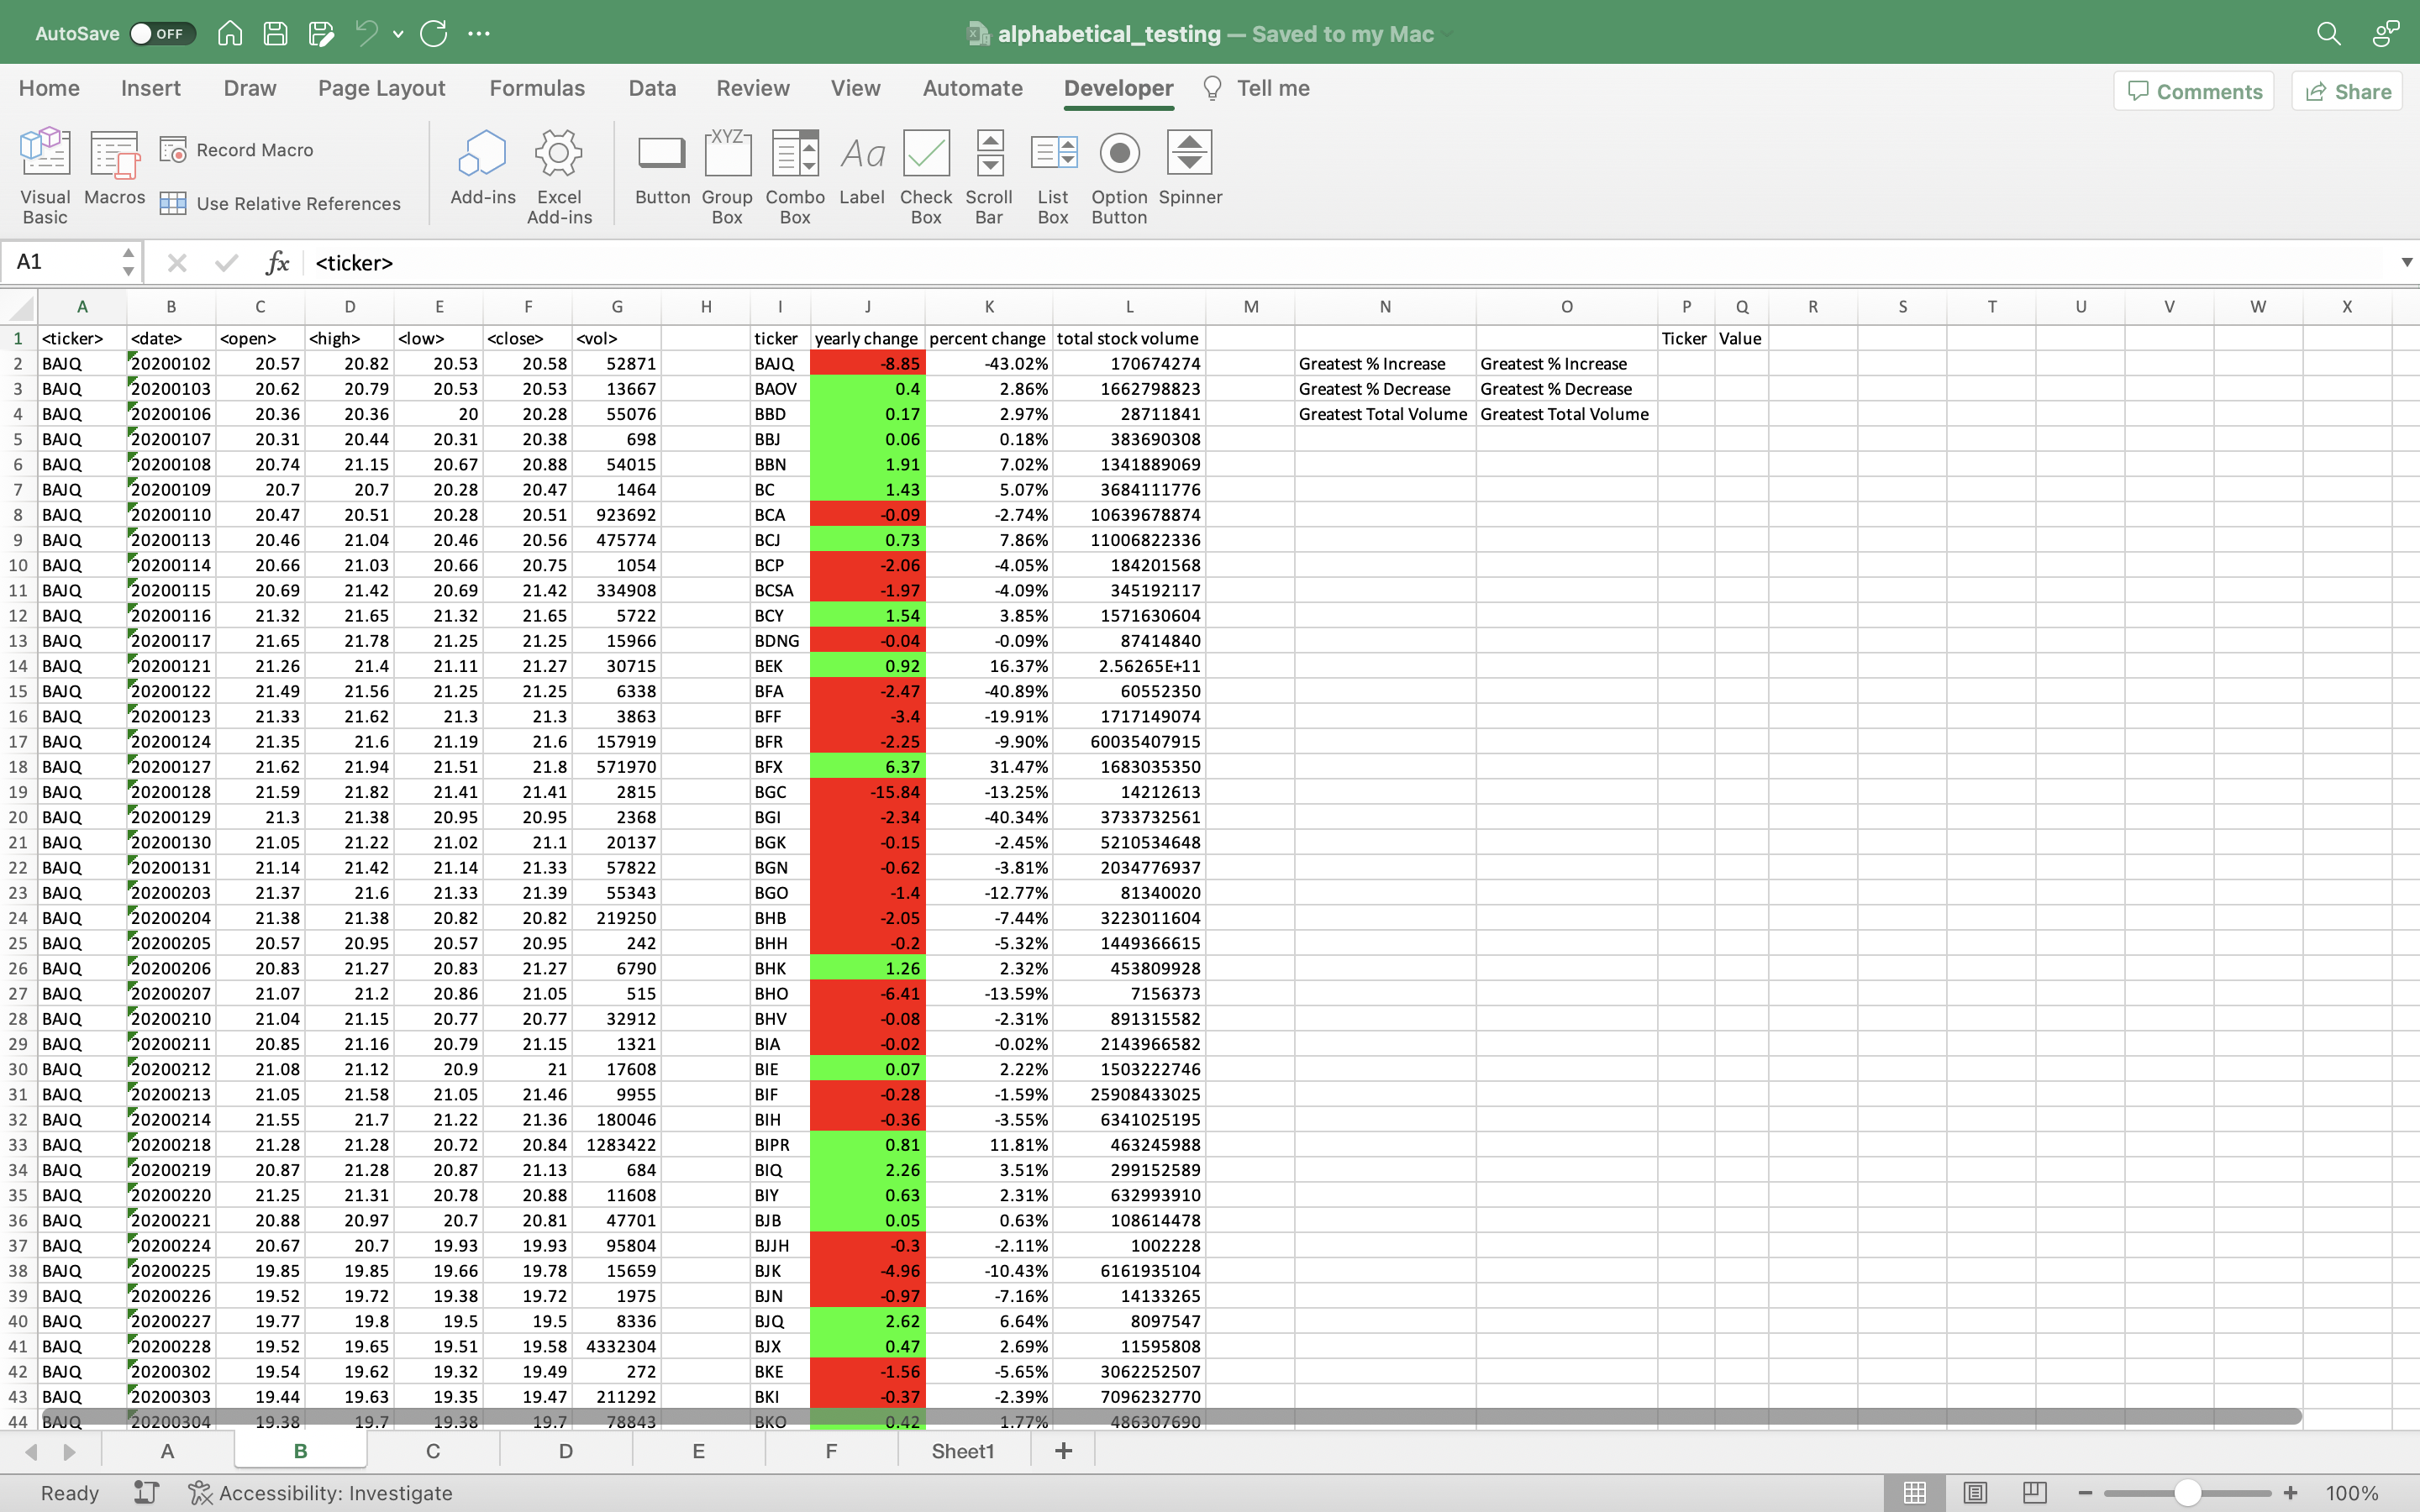 AutoSave OFF alphabetical_testing — Saved to my Mac
Home Insert Draw Page Layout Formulas Data Review View Automate Developer Tell me Comments Share
Visual Basic Macros Record Macro Use Relative References Add-ins Excel Add-ins Button XYZ Group Box Combo Box Aa Label Check Box Scroll Bar List Box Option Button Spinner
A1 fx <ticker>
A B C D E F G H I J K L M N O P Q R S T U V W X
1 <ticker> <date> <open> <high> <low> <close> <vol> ticker yearly change percent change total stock volume Ticker Value
2 BAJQ 20200102 20.57 20.82 20.53 20.58 52871 BAJQ -8.85 -43.02% 170674274 Greatest % Increase Greatest % Increase
3 BAJQ 20200103 20.62 20.79 20.53 20.53 13667 BAOV 0.4 2.86% 1662798823 Greatest % Decrease Greatest % Decrease
4 BAJQ 20200106 20.36 20.36 20 20.28 55076 BBD 0.17 2.97% 28711841 Greatest Total Volume Greatest Total Volume
5 BAJQ 20200107 20.31 20.44 20.31 20.38 698 BBJ 0.06 0.18% 383690308
6 BAJQ 20200108 20.74 21.15 20.67 20.88 54015 BBN 1.91 7.02% 1341889069
7 BAJQ 20200109 20.7 20.7 20.28 20.47 1464 BC 1.43 5.07% 3684111776
8 BAJQ 20200110 20.47 20.51 20.28 20.51 923692 BCA -0.09 -2.74% 10639678874
9 BAJQ 20200113 20.46 21.04 20.46 20.56 475774 BCJ 0.73 7.86% 11006822336
10 BAJQ 20200114 20.66 21.03 20.66 20.75 1054 BCP -2.06 -4.05% 184201568
11 BAJQ 20200115 20.69 21.42 20.69 21.42 334908 BCSA -1.97 -4.09% 345192117
12 BAJQ 20200116 21.32 21.65 21.32 21.65 5722 BCY 1.54 3.85% 1571630604
13 BAJQ 20200117 21.65 21.78 21.25 21.25 15966 BDNG -0.04 -0.09% 87414840
14 BAJQ 20200121 21.26 21.4 21.11 21.27 30715 BEK 0.92 16.37% 2.56265E+11
15 BAJQ 20200122 21.49 21.56 21.25 21.25 6338 BFA -2.47 -40.89% 60552350
16 BAJQ 20200123 21.33 21.62 21.3 21.3 3863 BFF -3.4 -19.91% 1717149074
17 BAJQ 20200124 21.35 21.6 21.19 21.6 157919 BFR -2.25 -9.90% 60035407915
18 BAJQ 20200127 21.62 21.94 21.51 21.8 571970 BFX 6.37 31.47% 1683035350
19 BAJQ 20200128 21.59 21.82 21.41 21.41 2815 BGC -15.84 -13.25% 14212613
20 BAJQ 20200129 21.3 21.38 20.95 20.95 2368 BGI -2.34 -40.34% 3733732561
21 BAJQ 20200130 21.05 21.22 21.02 21.1 20137 BGK -0.15 -2.45% 5210534648
22 BAJQ 20200131 21.14 21.42 21.14 21.33 57822 BGN -0.62 -3.81% 2034776937
23 BAJQ 20200203 21.37 21.6 21.33 21.39 55343 BGO -1.4 -12.77% 81340020
24 BAJQ 20200204 21.38 21.38 20.82 20.82 219250 BHB -2.05 -7.44% 3223011604
25 BAJQ 20200205 20.57 20.95 20.57 20.95 242 BHH -0.2 -5.32% 1449366615
26 BAJQ 20200206 20.83 21.27 20.83 21.27 6790 BHK 1.26 2.32% 453809928
27 BAJQ 20200207 21.07 21.2 20.86 21.05 515 BHO -6.41 -13.59% 7156373
28 BAJQ 20200210 21.04 21.15 20.77 20.77 32912 BHV -0.08 -2.31% 891315582
29 BAJQ 20200211 20.85 21.16 20.79 21.15 1321 BIA -0.02 -0.02% 2143966582
30 BAJQ 20200212 21.08 21.12 20.9 21 17608 BIE 0.07 2.22% 1503222746
31 BAJQ 20200213 21.05 21.58 21.05 21.46 9955 BIF -0.28 -1.59% 25908433025
32 BAJQ 20200214 21.55 21.7 21.22 21.36 180046 BIH -0.36 -3.55% 6341025195
33 BAJQ 20200218 21.28 21.28 20.72 20.84 1283422 BIPR 0.81 11.81% 463245988
34 BAJQ 20200219 20.87 21.28 20.87 21.13 684 BIQ 2.26 3.51% 299152589
35 BAJQ 20200220 21.25 21.31 20.78 20.88 11608 BIY 0.63 2.31% 632993910
36 BAJQ 20200221 20.88 20.97 20.7 20.81 47701 BJB 0.05 0.63% 108614478
37 BAJQ 20200224 20.67 20.7 19.93 19.93 95804 BJJH -0.3 -2.11% 1002228
38 BAJQ 20200225 19.85 19.85 19.66 19.78 15659 BJK -4.96 -10.43% 6161935104
39 BAJQ 20200226 19.52 19.72 19.38 19.72 1975 BJN -0.97 -7.16% 14133265
40 BAJQ 20200227 19.77 19.8 19.5 19.5 8336 BJQ 2.62 6.64% 8097547
41 BAJQ 20200228 19.52 19.65 19.51 19.58 4332304 BJX 0.47 2.69% 11595808
42 BAJQ 20200302 19.54 19.62 19.32 19.49 272 BKE -1.56 -5.65% 3062252507
43 BAJQ 20200303 19.44 19.63 19.35 19.47 211292 BKI -0.37 -2.39% 7096232770
44 BAJQ 20200304 19.38 19.7 19.38 19.7 78843 BKO 0.42 1.77% 486307690
A B C D E F Sheet1
Ready Accessibility: Investigate 100%